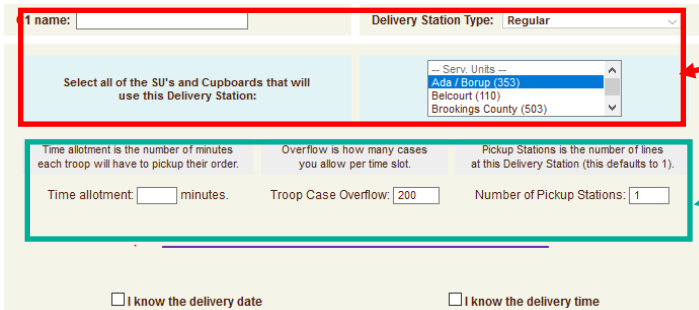 C1 name: Delivery Station Type: Regular
-- Serv. Units --
Select all of the SU's and Cupboards that will Ada / Borup (353)
use this Delivery Station: Belcourt (110)
Brookings County (503)
Time allotment is the number of minutes Overflow is how many cases Pickup Stations is the number of lines
each troop will have to pickup their order. you allow per time slot. at this Delivery Station (this defaults to 1).
Time allotment: minutes. Troop Case Overflow: 200 Number of Pickup Stations: 1
I know the delivery date I know the delivery time